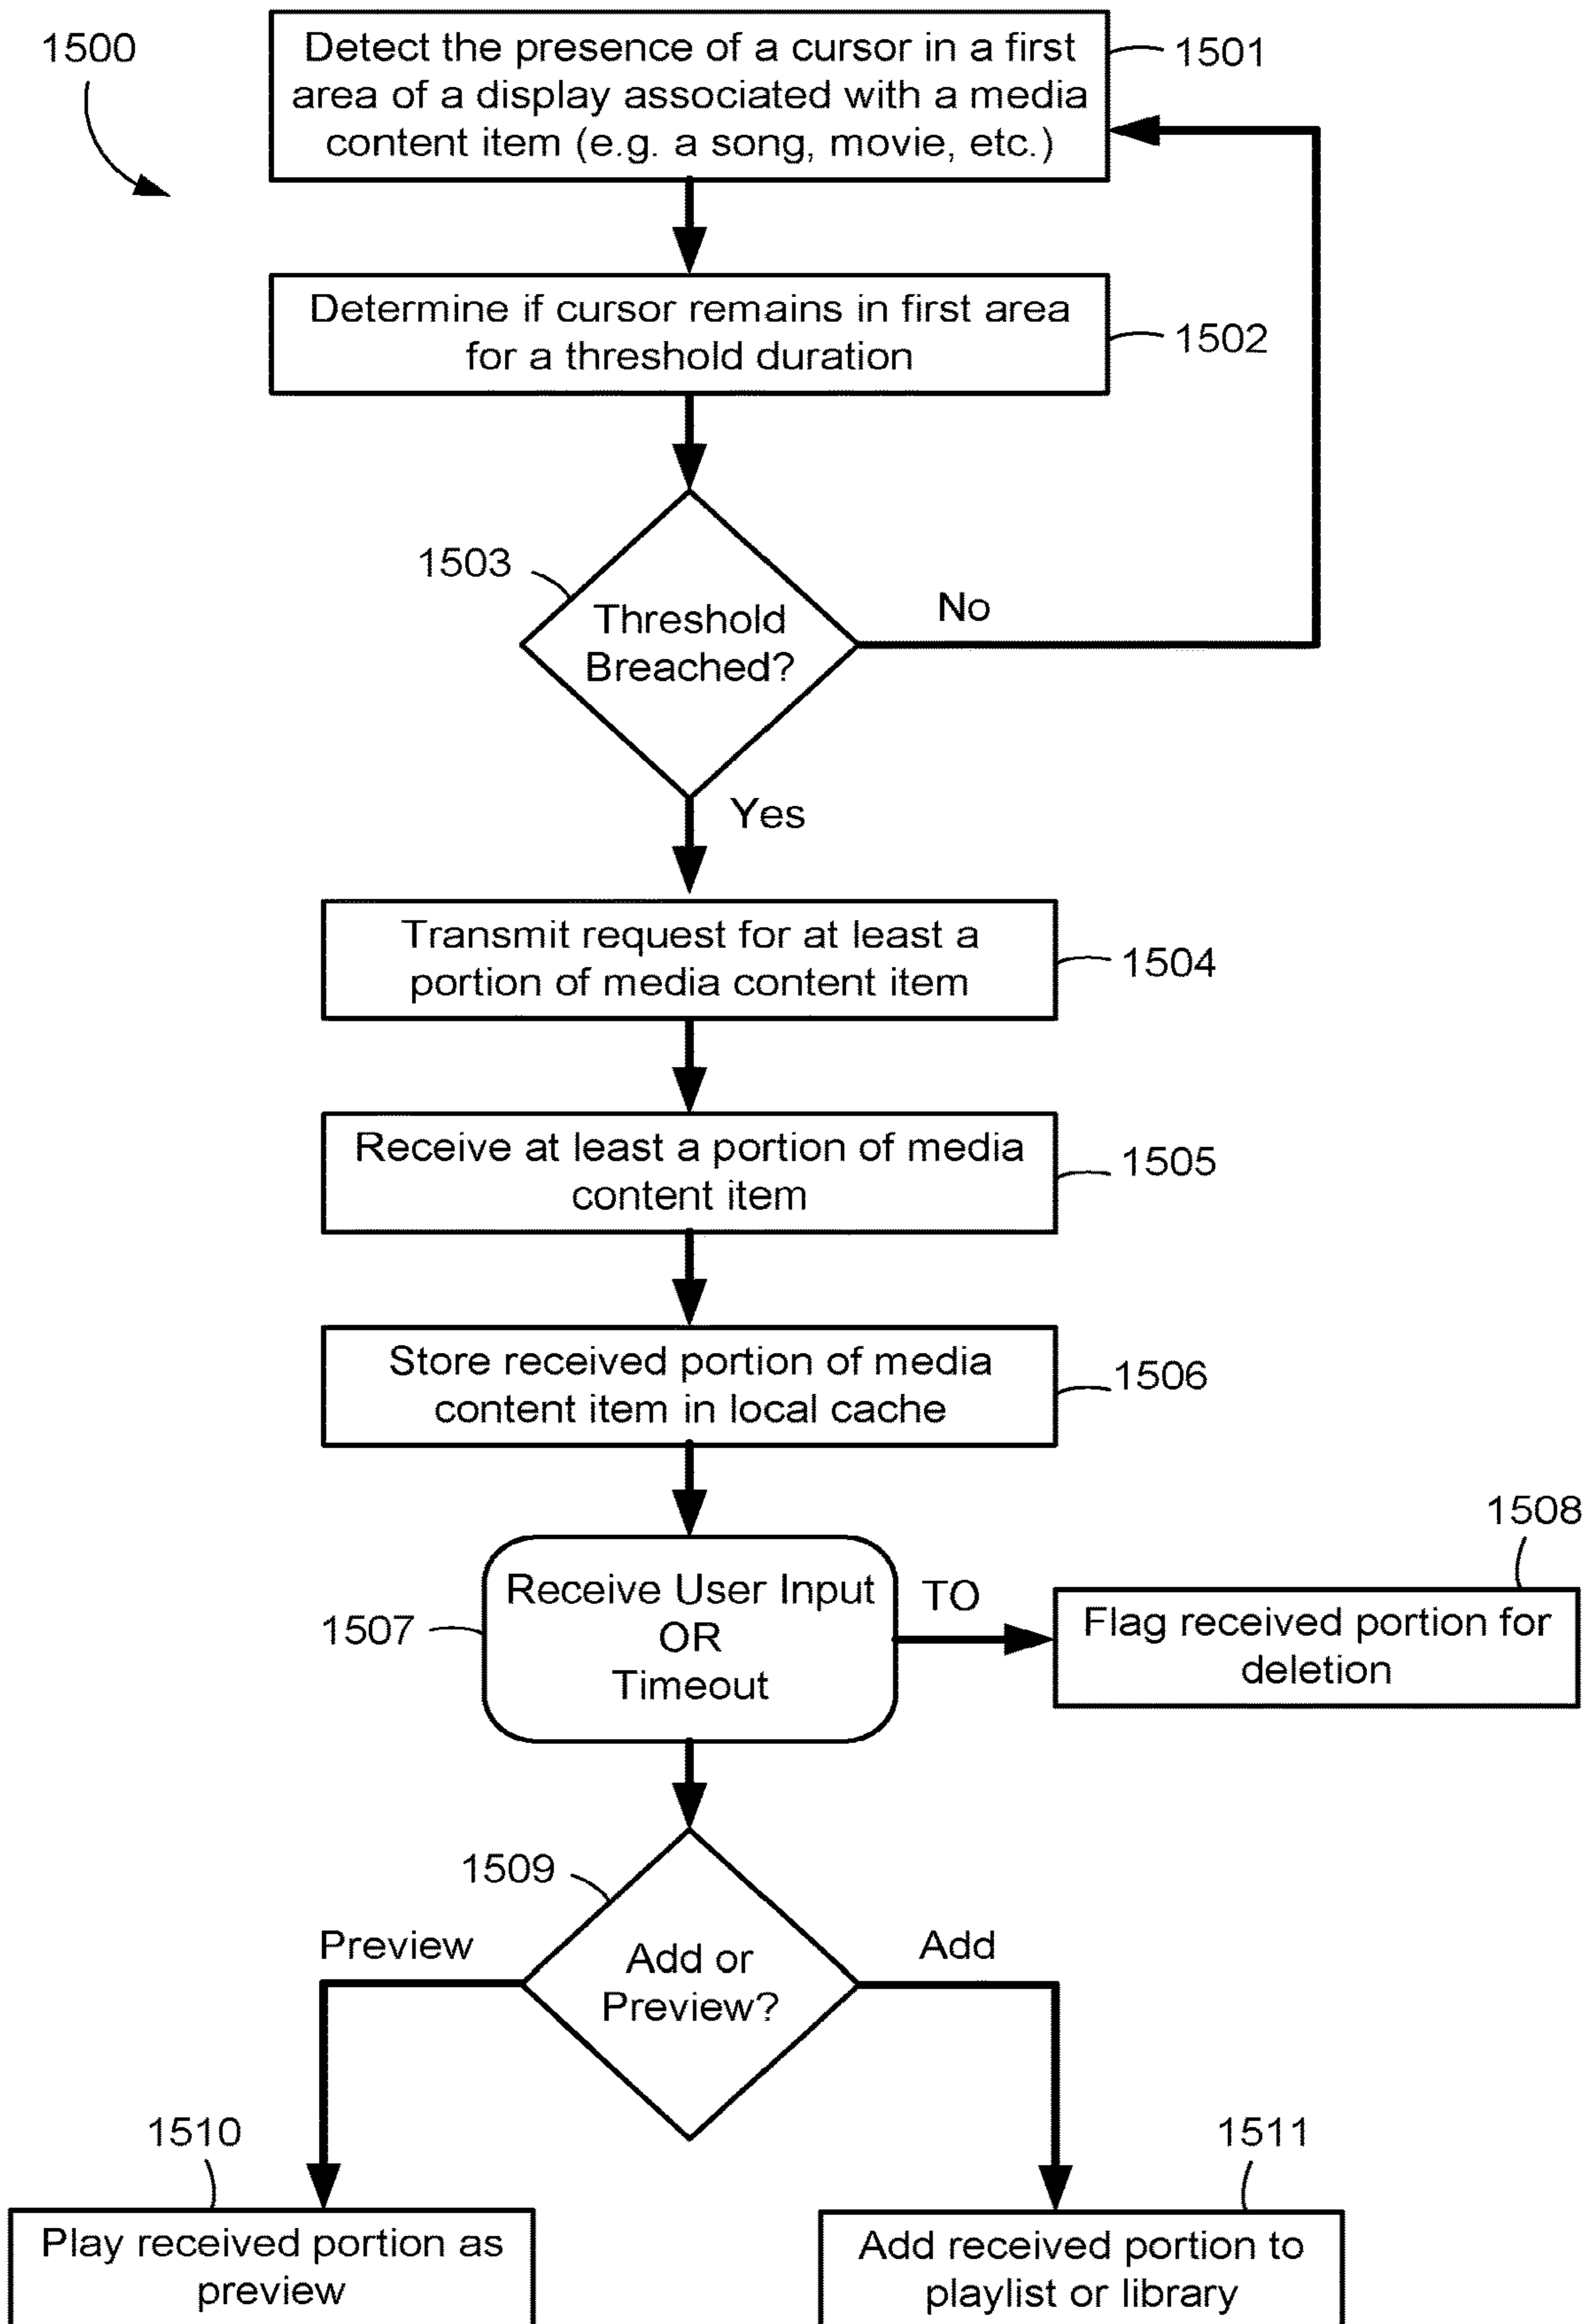 1500
Detect the presence of a cursor in a first
area of a display associated with a media
content item (e.g. a song, movie, etc.)
1501
Determine if cursor remains in first area
for a threshold duration
1502
1503
Threshold
Breached?
No
Yes
Transmit request for at least a
portion of media content item
1504
Receive at least a portion of media
content item
1505
Store received portion of media
content item in local cache
1506
1507
Receive User Input
OR
Timeout
TO
1508
Flag received portion for
deletion
1509
Add or
Preview?
Preview
Add
1510
Play received portion as
preview
1511
Add received portion to
playlist or library